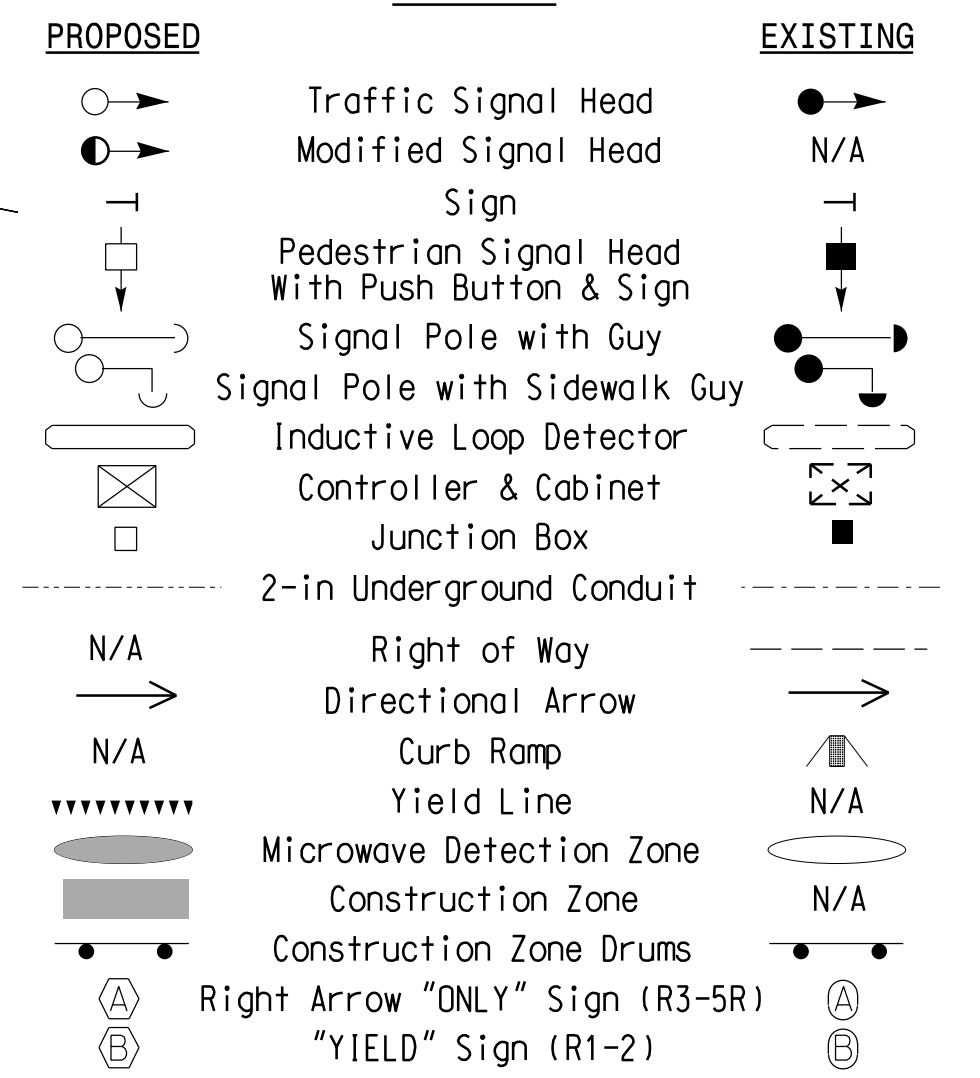 PROPOSED EXISTING
Traffic Signal Head
Modified Signal Head N/A
Sign
Pedestrian Signal Head
With Push Button & Sign
Signal Pole with Guy
Signal Pole with Sidewalk Guy
Inductive Loop Detector
Controller & Cabinet
Junction Box
2-in Underground Conduit
N/A Right of Way
Directional Arrow
N/A Curb Ramp
Yield Line N/A
Microwave Detection Zone
Construction Zone N/A
Construction Zone Drums
A Right Arrow "ONLY" Sign (R3-5R) A
B "YIELD" Sign (R1-2) B